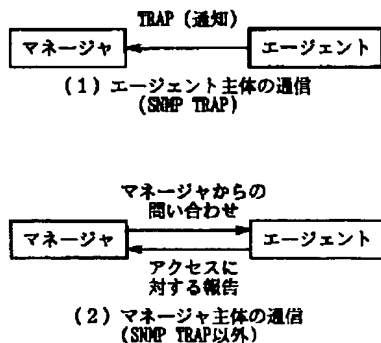 TRAP (通知)
マネージャ
エージェント
(1) エージェント主体の通信
(SNMP TRAP)
マネージャからの
問い合わせ
マネージャ
エージェント
アクセスに
対する報告
(2) マネージャ主体の通信
(SNMP TRAP以外)